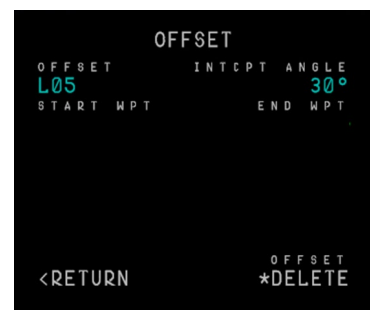 OFFSET
OFFSET INTCPT ANGLE
L05 30°
START WPT END WPT
OFFSET
<RETURN *DELETE